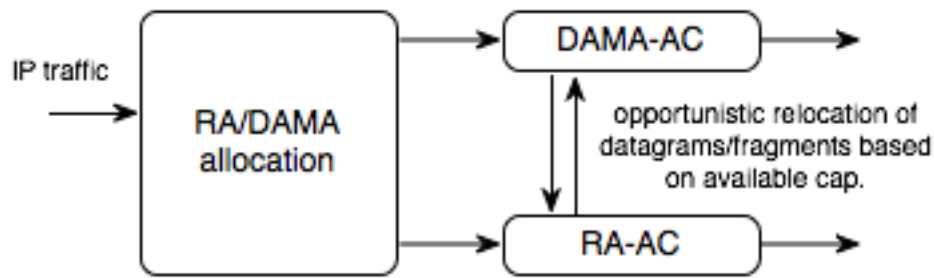 IP traffic
RA/DAMA
allocation
DAMA-AC
opportunistic relocation of
datagrams/fragments based
on available cap.
RA-AC